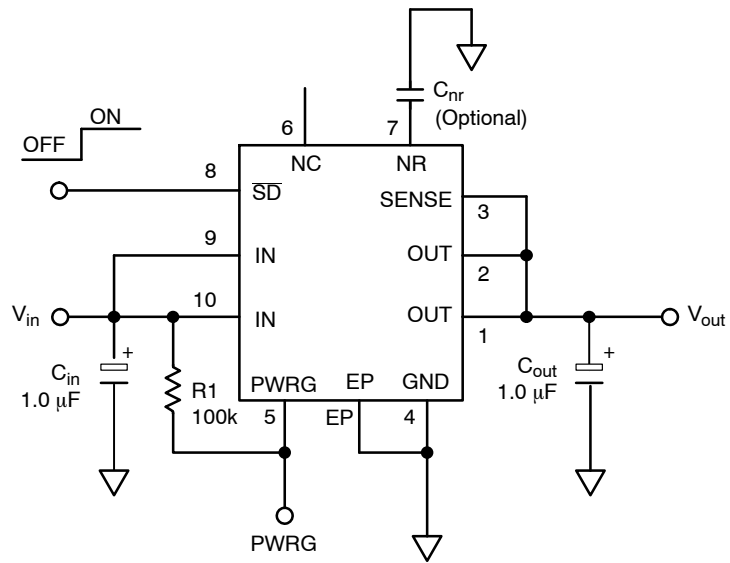 C_nr
(Optional)
ON
OFF
6
7
NC
NR
8
SD
SENSE
3
9
IN
OUT
2
V_in
10
IN
OUT
1
V_out
C_in
1.0 μF
+
R1
100k
PWRG
5
EP
EP
GND
4
C_out
1.0 μF
+
PWRG